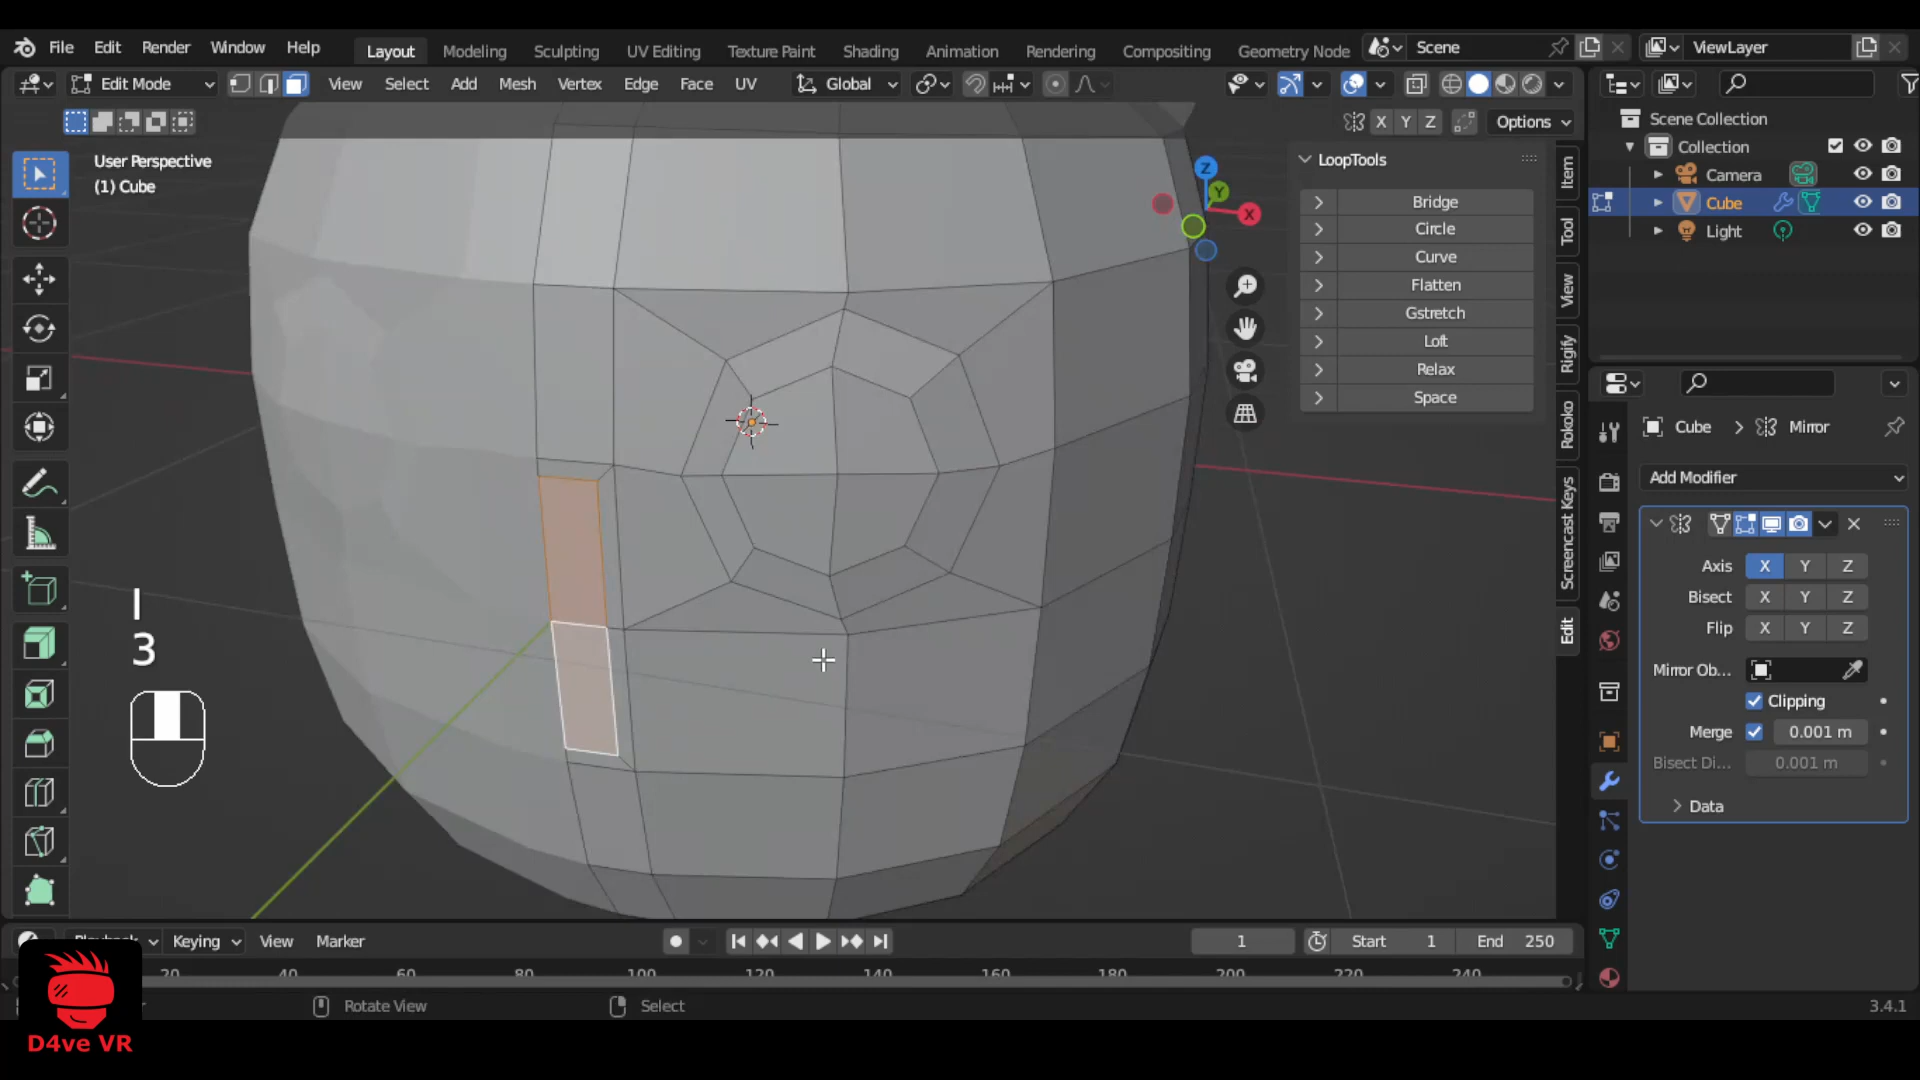 File Edit Render Window Help Layout Modeling Sculpting UV Editing Texture Paint Shading Animation Rendering Compositing Geometry Node Scene ViewLayer
Edit Mode View Select Add Mesh Vertex Edge Face UV Global
X Y Z Options
User Perspective
(1) Cube
Z
Y
X
LoopTools
Bridge
Circle
Curve
Flatten
Gstretch
Loft
Relax
Space
Item
Tool
View
Rigify
Rokoko
Screencast Keys
Edit
Scene Collection
Collection
Camera
Cube
Light
Cube > Mirror
Add Modifier
Axis X Y Z
Bisect X Y Z
Flip X Y Z
Mirror Ob...
Clipping
Merge 0.001 m
Bisect Di... 0.001 m
Data
I
3
Keying View Marker 1 Start 1 End 250
20 40 60 80 100 120 140 160 180 200 220 240
Rotate View Select 3.4.1
D4ve VR